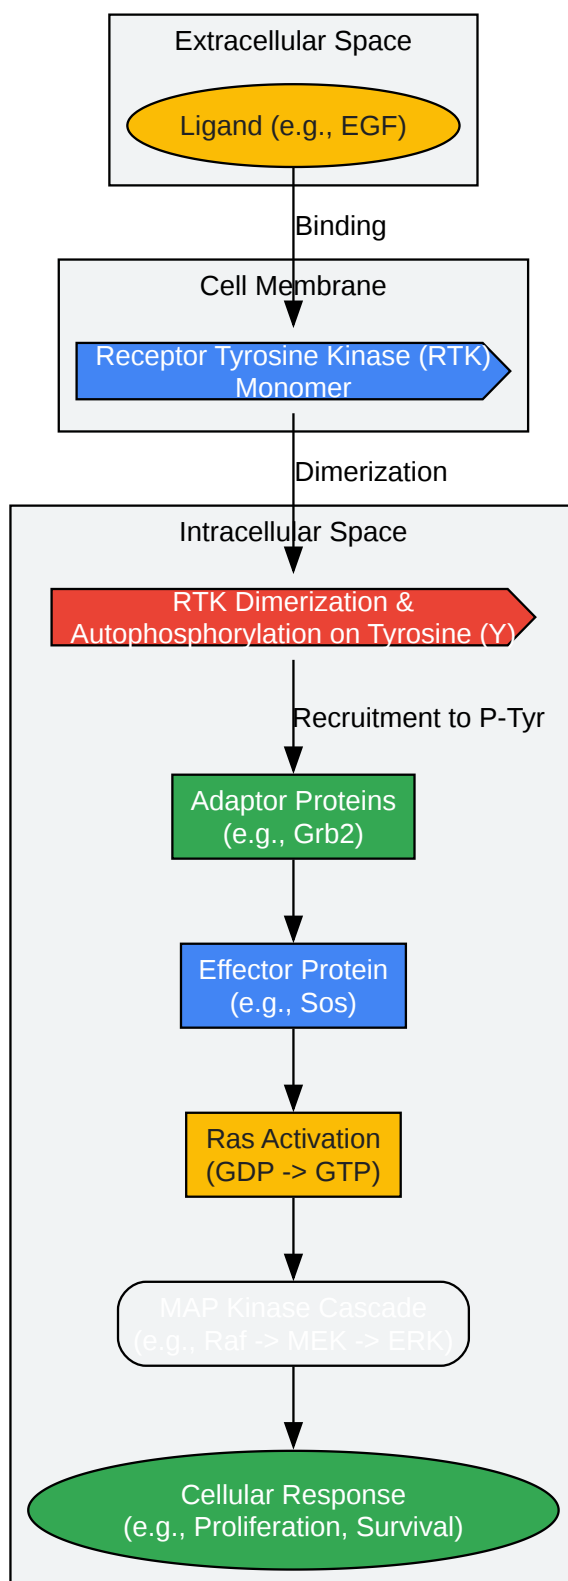 Extracellular Space
Ligand (e.g., EGF)
Binding
Cell Membrane
Receptor Tyrosine Kinase (RTK)
Monomer
Dimerization
Intracellular Space
RTK Dimerization &
Autophosphorylation on Tyrosine (Y)
Recruitment to P-Tyr
Adaptor Proteins
(e.g., Grb2)
Effector Protein
(e.g., Sos)
Ras Activation
(GDP -> GTP)
MAP Kinase Cascade
(e.g., Raf -> MEK -> ERK)
Cellular Response
(e.g., Proliferation, Survival)